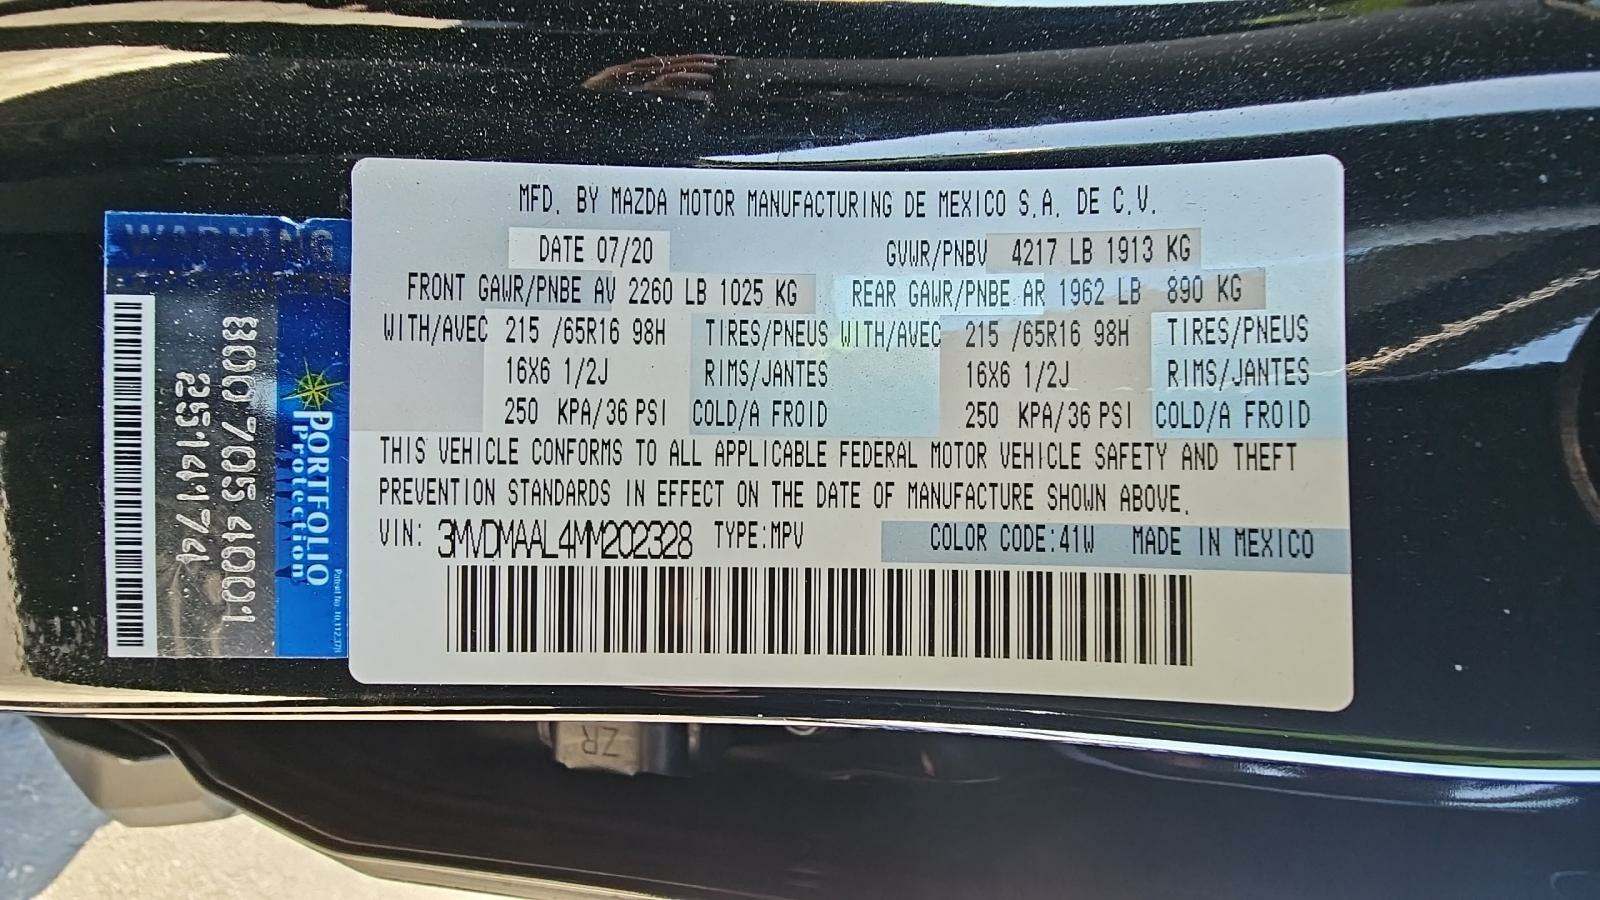 MFD. BY MAZDA MOTOR MANUFACTURING DE MEXICO S.A. DE C.V.
DATE 07/20 GVWR/PNBV 4217 LB 1913 KG
FRONT GAWR/PNBE AV 2260 LB 1025 KG REAR GAWR/PNBE AR 1962 LB 890 KG
WITH/AVEC 215 /65R16 98H TIRES/PNEUS WITH/AVEC 215 /65R16 98H TIRES/PNEUS
16X6 1/2J RIMS/JANTES 16X6 1/2J RIMS/JANTES
250 KPA/36 PSI COLD/A FROID 250 KPA/36 PSI COLD/A FROID
THIS VEHICLE CONFORMS TO ALL APPLICABLE FEDERAL MOTOR VEHICLE SAFETY AND THEFT
PREVENTION STANDARDS IN EFFECT ON THE DATE OF MANUFACTURE SHOWN ABOVE.
VIN: 3MVDMAAL4MM202328 TYPE:MPV COLOR CODE:41W MADE IN MEXICO
WARNING
PORTFOLIO
Protection
Patent No. 10,112,37
ZR